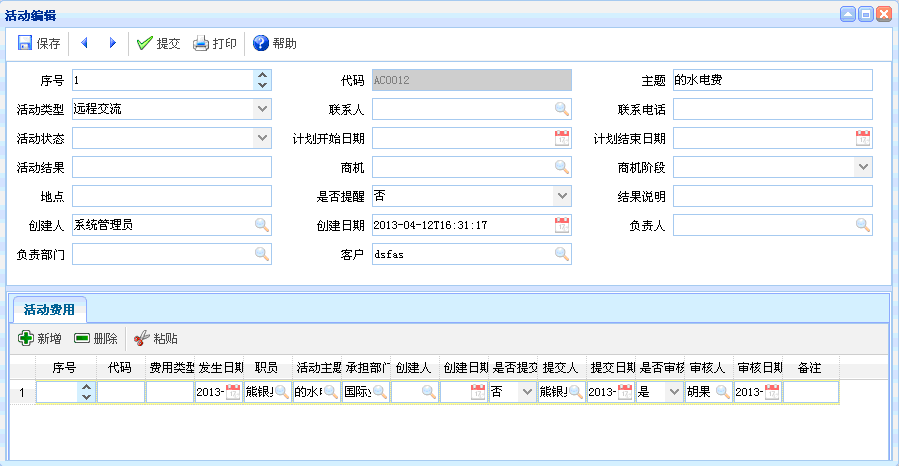 活动编辑
保存 提交 打印 帮助
序号 1 代码 AC0012 主题 的水电费
活动类型 远程交流 联系人 联系电话
活动状态 计划开始日期 计划结束日期
活动结果 商机 商机阶段
地点 是否提醒 否 结果说明
创建人 系统管理员 创建日期 2013-04-12T16:31:17 负责人
负责部门 客户 dsfas
活动费用
新增 删除 粘贴
序号 代码 费用类型 发生日期 职员 活动主题 承担部门 创建人 创建日期 是否提交 提交人 提交日期 是否审核 审核人 审核日期 备注
1 2013- 熊银 的水 国际 否 熊银 2013- 是 胡果 2013-